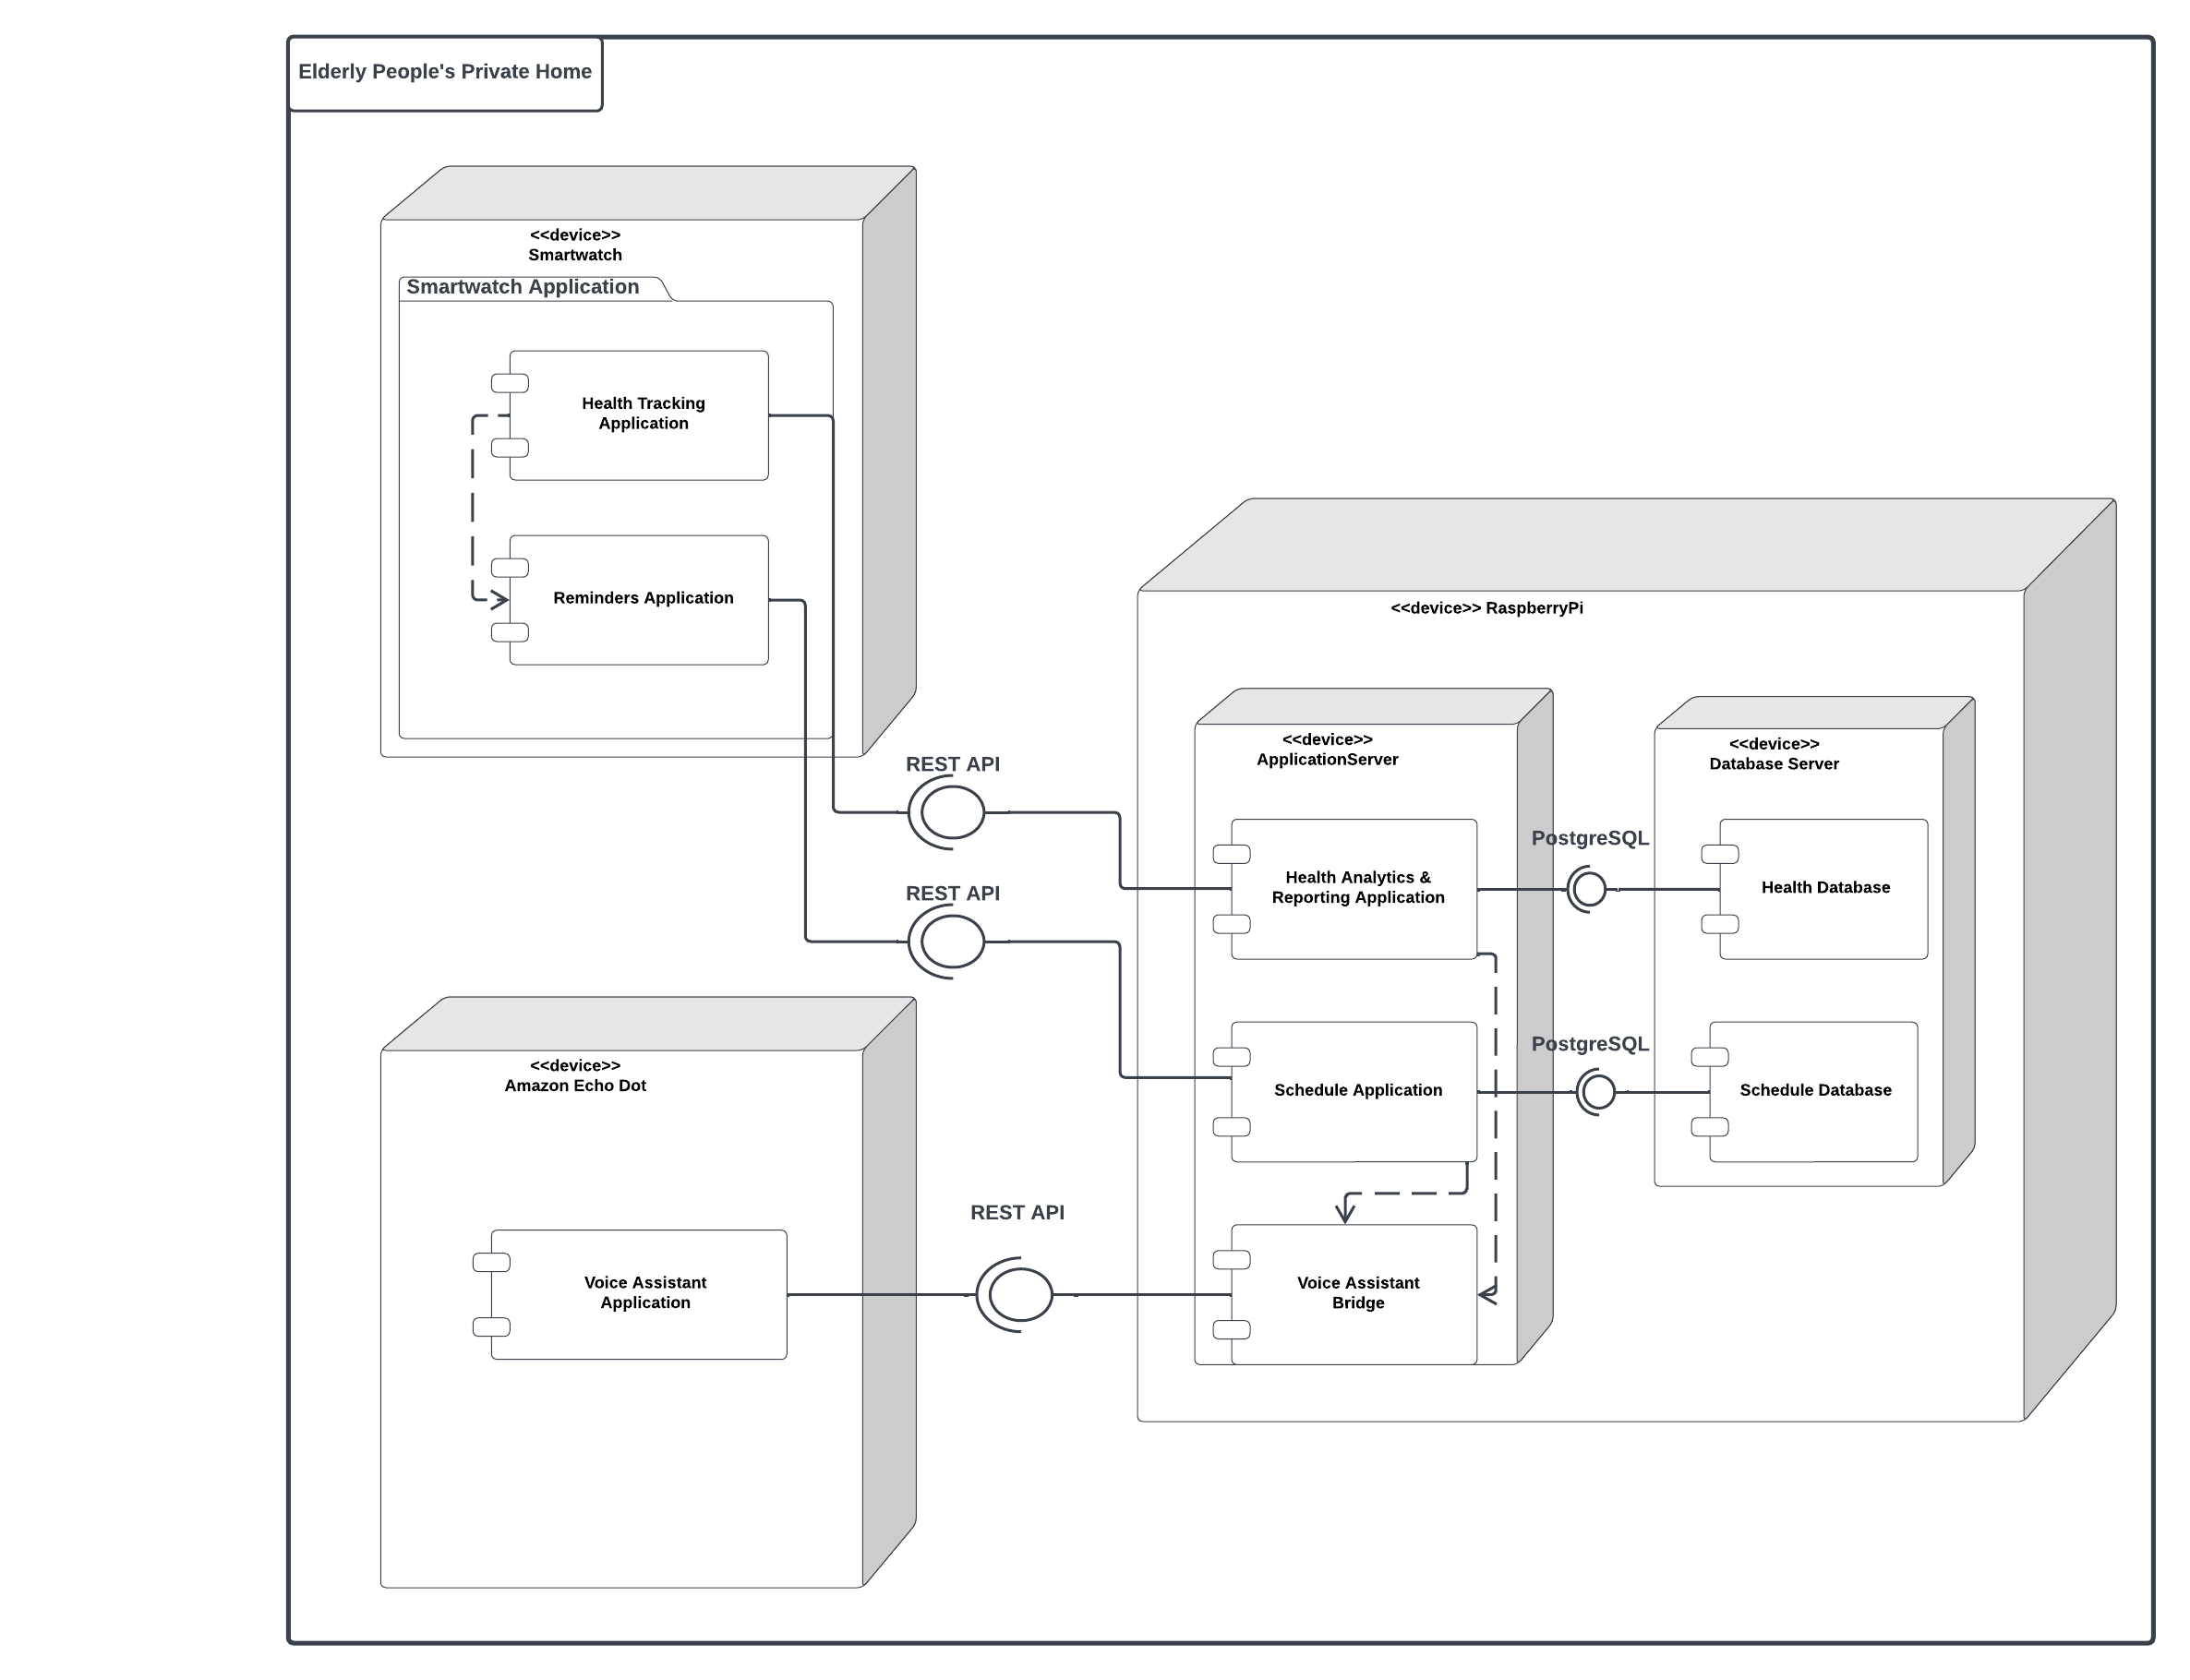 Elderly People's Private Home
<<device>>
Smartwatch
Smartwatch Application
Health Tracking
Application
Reminders Application
<<device>> RaspberryPi
<<device>>
ApplicationServer
<<device>>
Database Server
REST API
PostgreSQL
Health Analytics &
Reporting Application
Health Database
REST API
PostgreSQL
Schedule Application
Schedule Database
<<device>>
Amazon Echo Dot
REST API
Voice Assistant
Application
Voice Assistant
Bridge